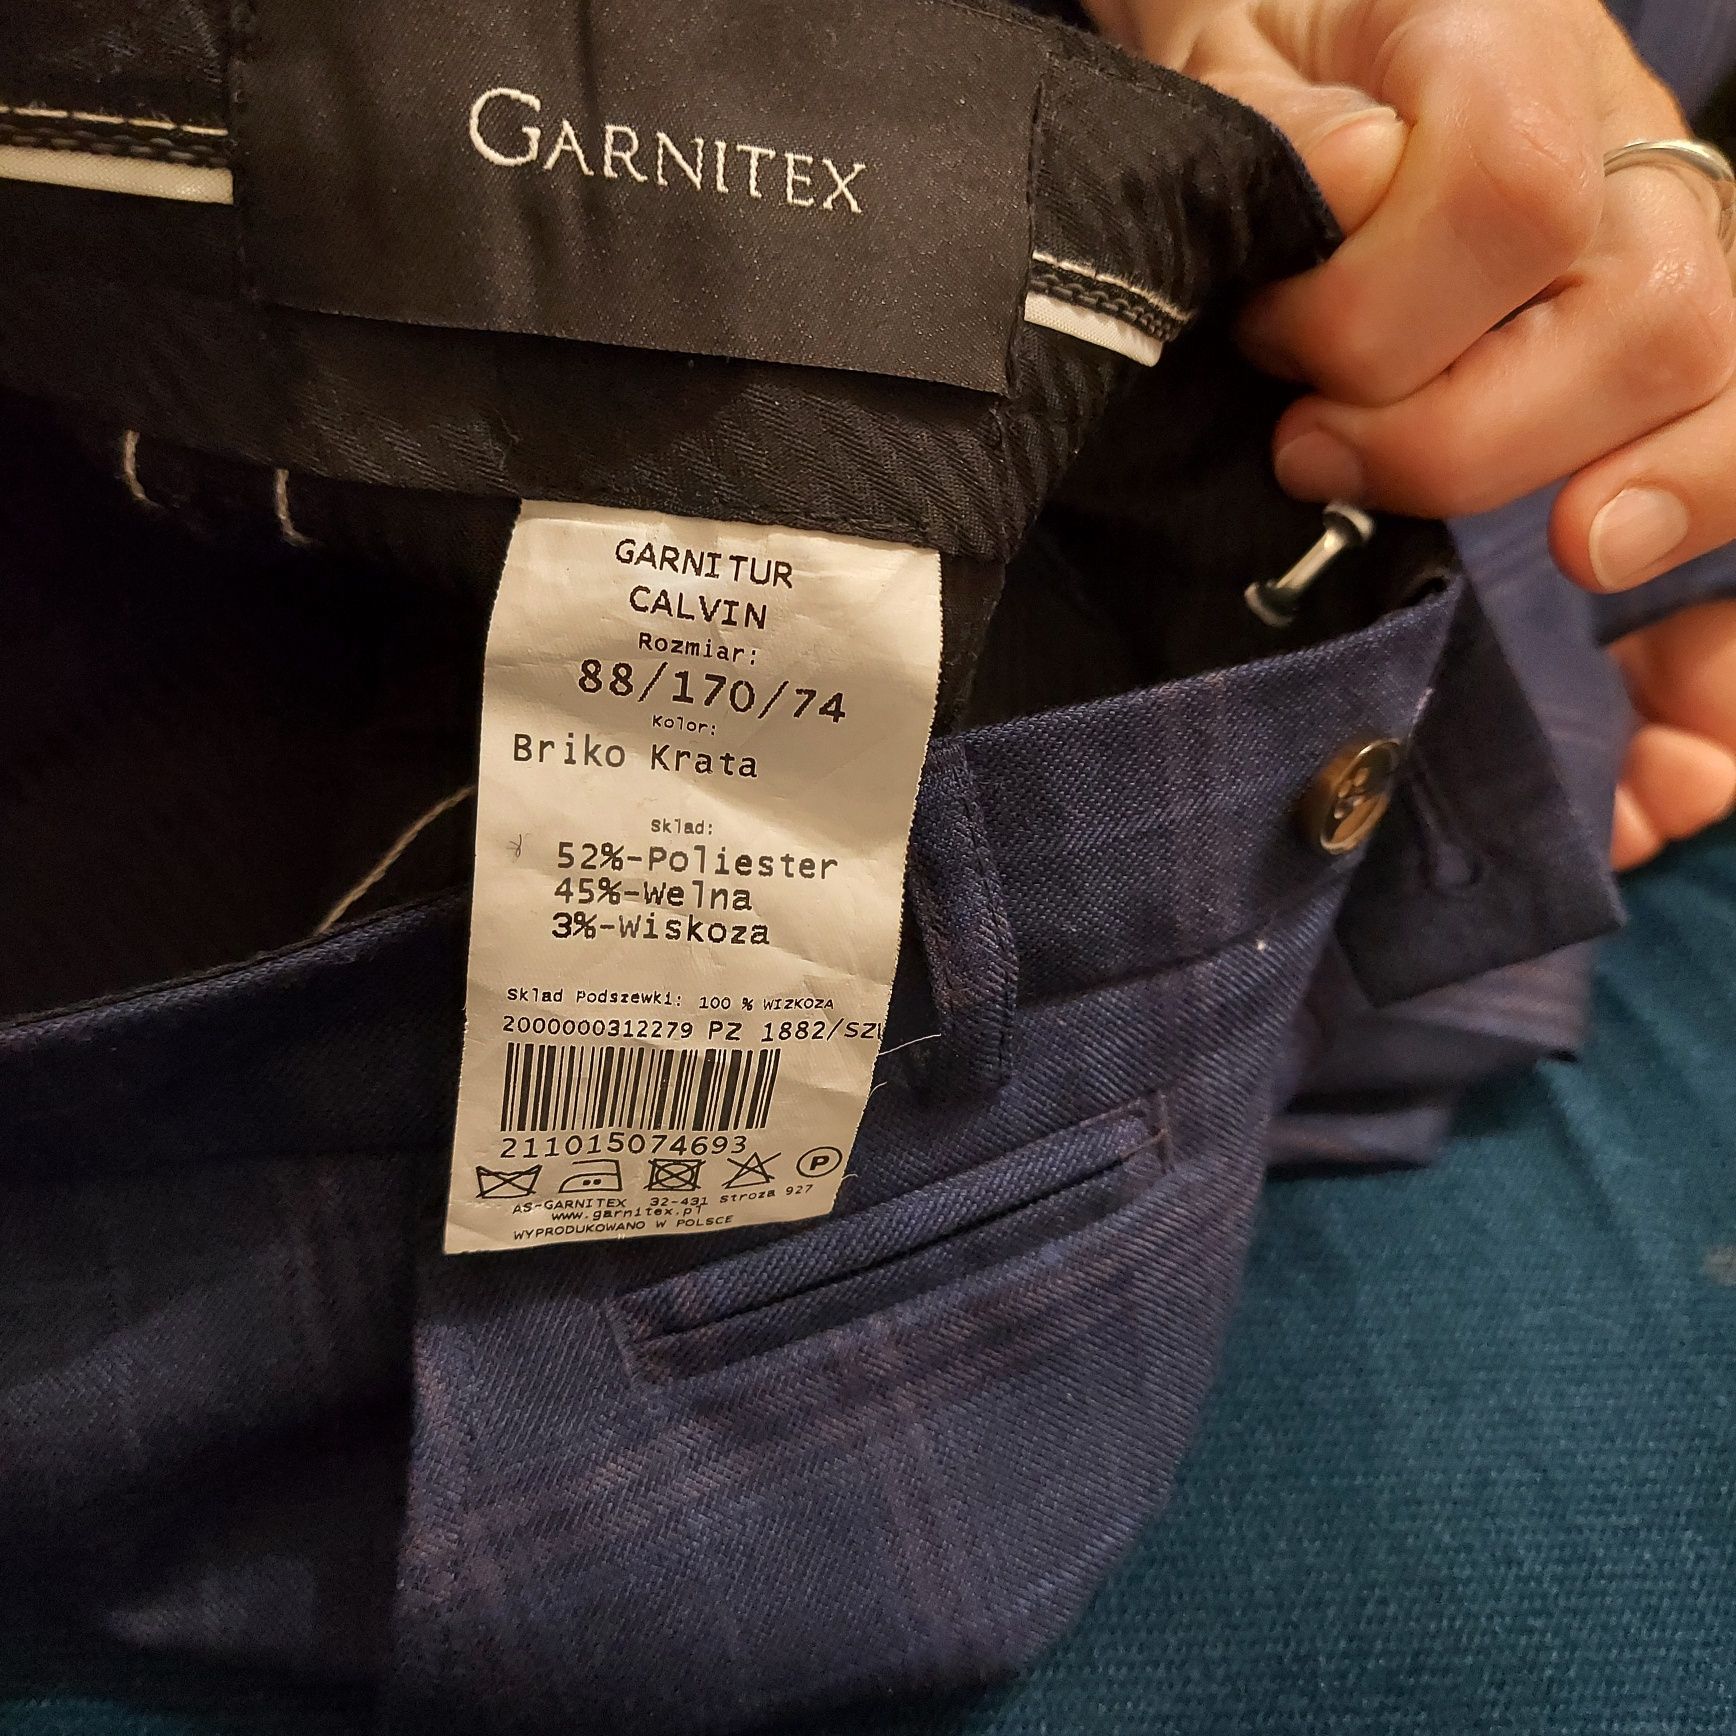 GARNITEX
GARNITUR
CALVIN
Rozmiar:
88/170/74
Kolor:
Briko Krata
Sklad:
52%-Poliester
45%-Welna
3%-Wiskoza
Sklad Podszewki: 100 % WIZKOZA
2000000312279 PZ 1882/SZ
211015074693
P
AS-GARNITEX 32-431 Stroza 927
www.garnitex.pl
WYPRODUKOWANO W POLSCE